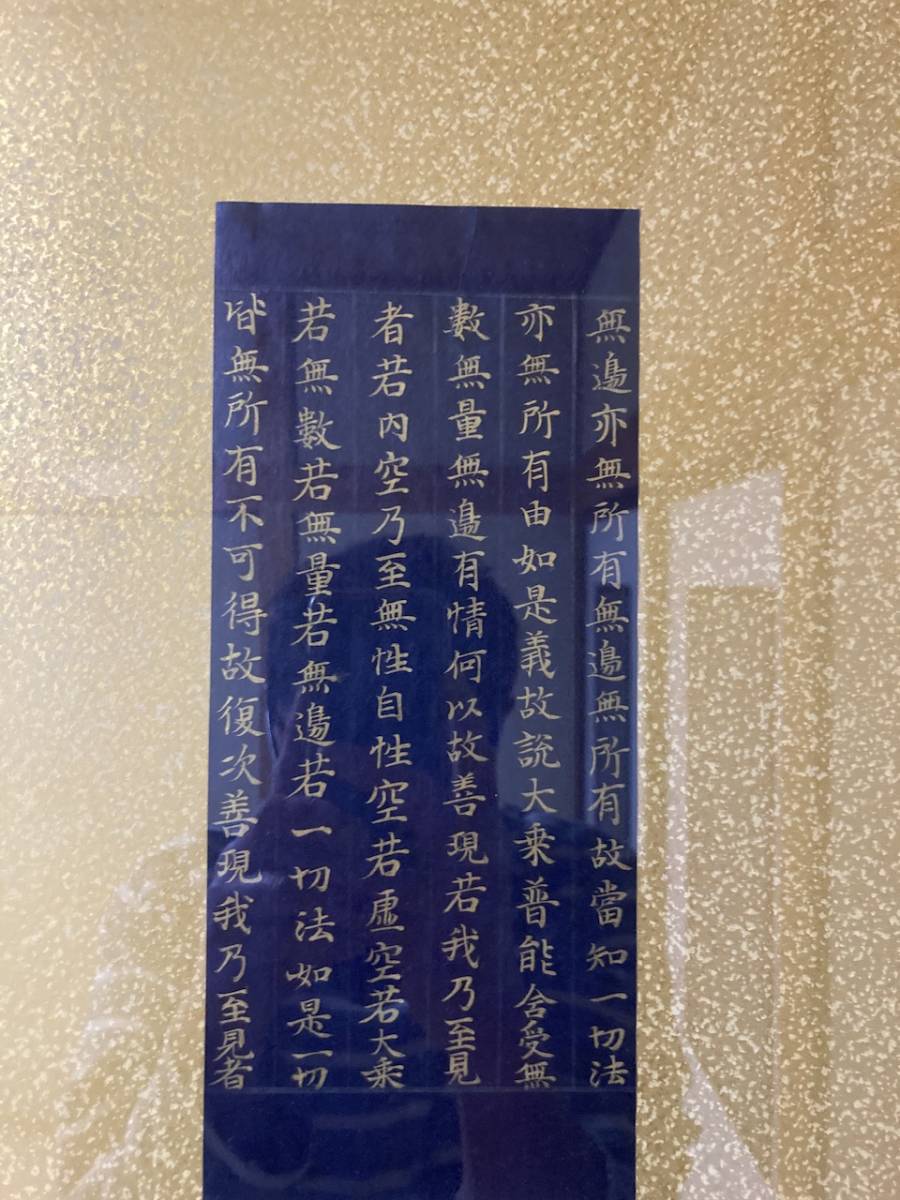 無邊亦無所有無邊無所有故當知一切法
亦無所有由如是義故說大乘普能含受無
數無量無邊有情何以故善現若我乃至見
者若內空乃至無性自性空若虛空若大乘
若無數若無量若無邊若一切法如是一切
皆無所有不可得故復次善現我乃至見者